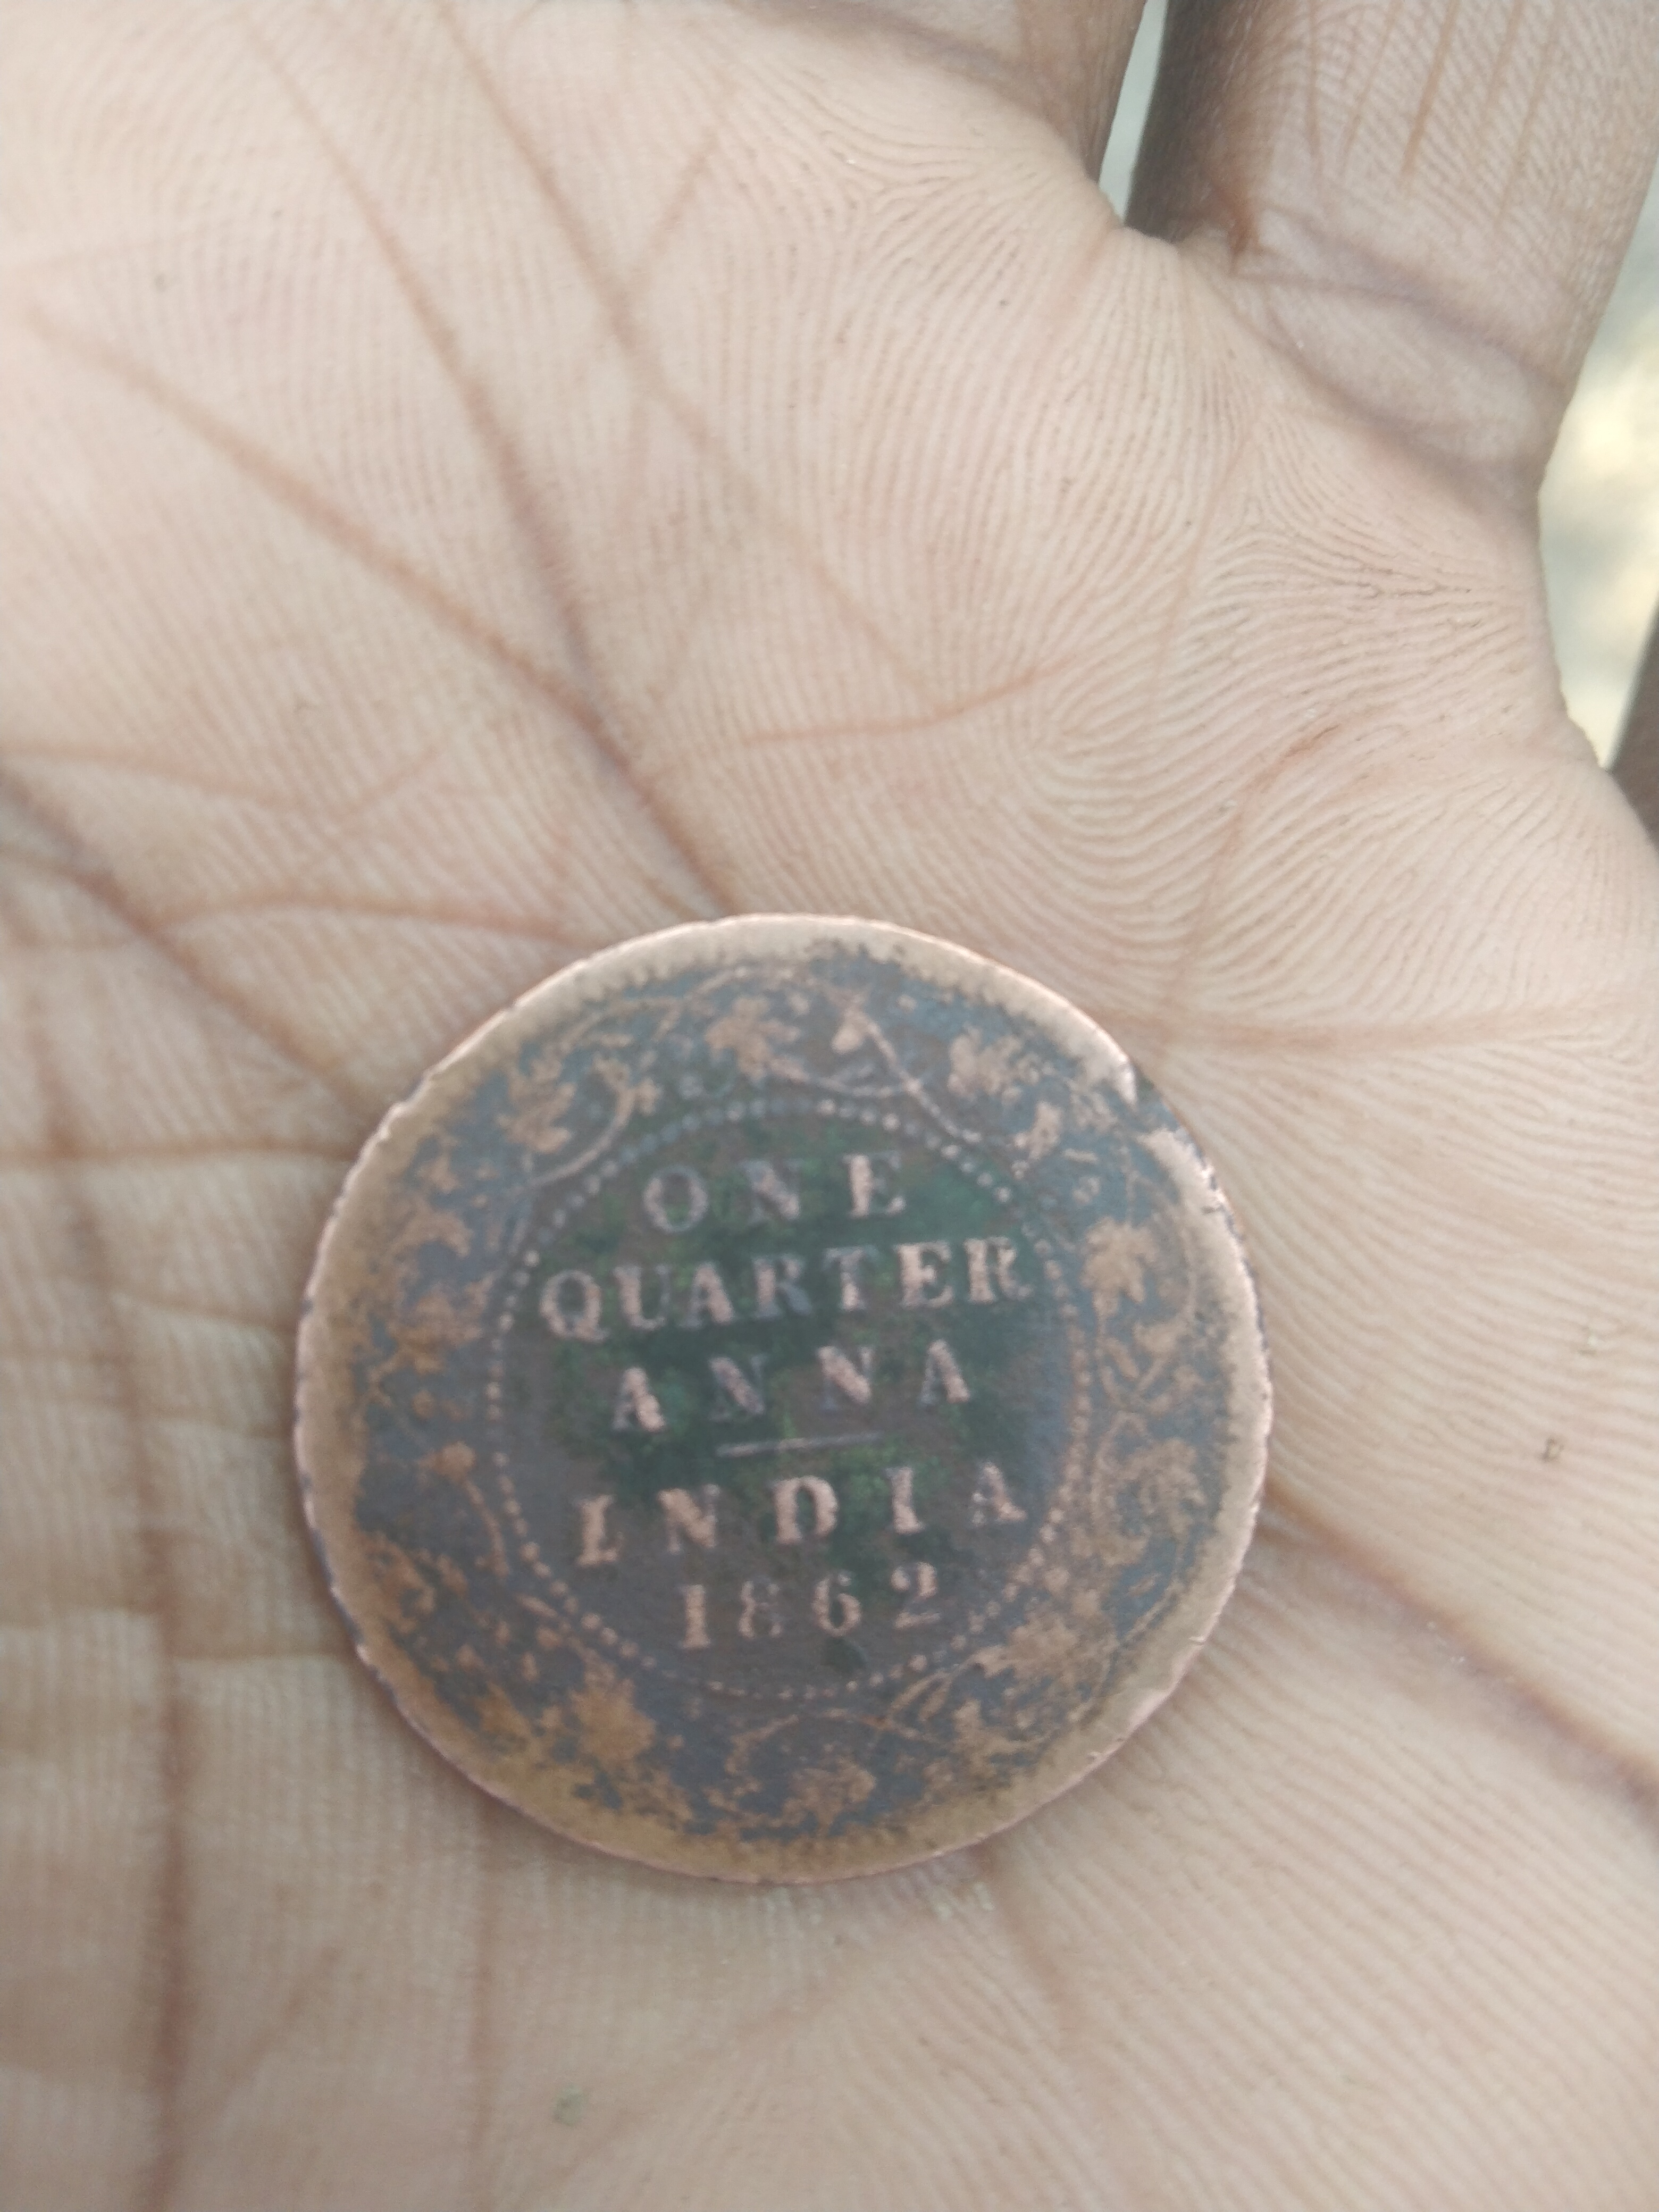 ONE
QUARTER
ANNA
INDIA
1862